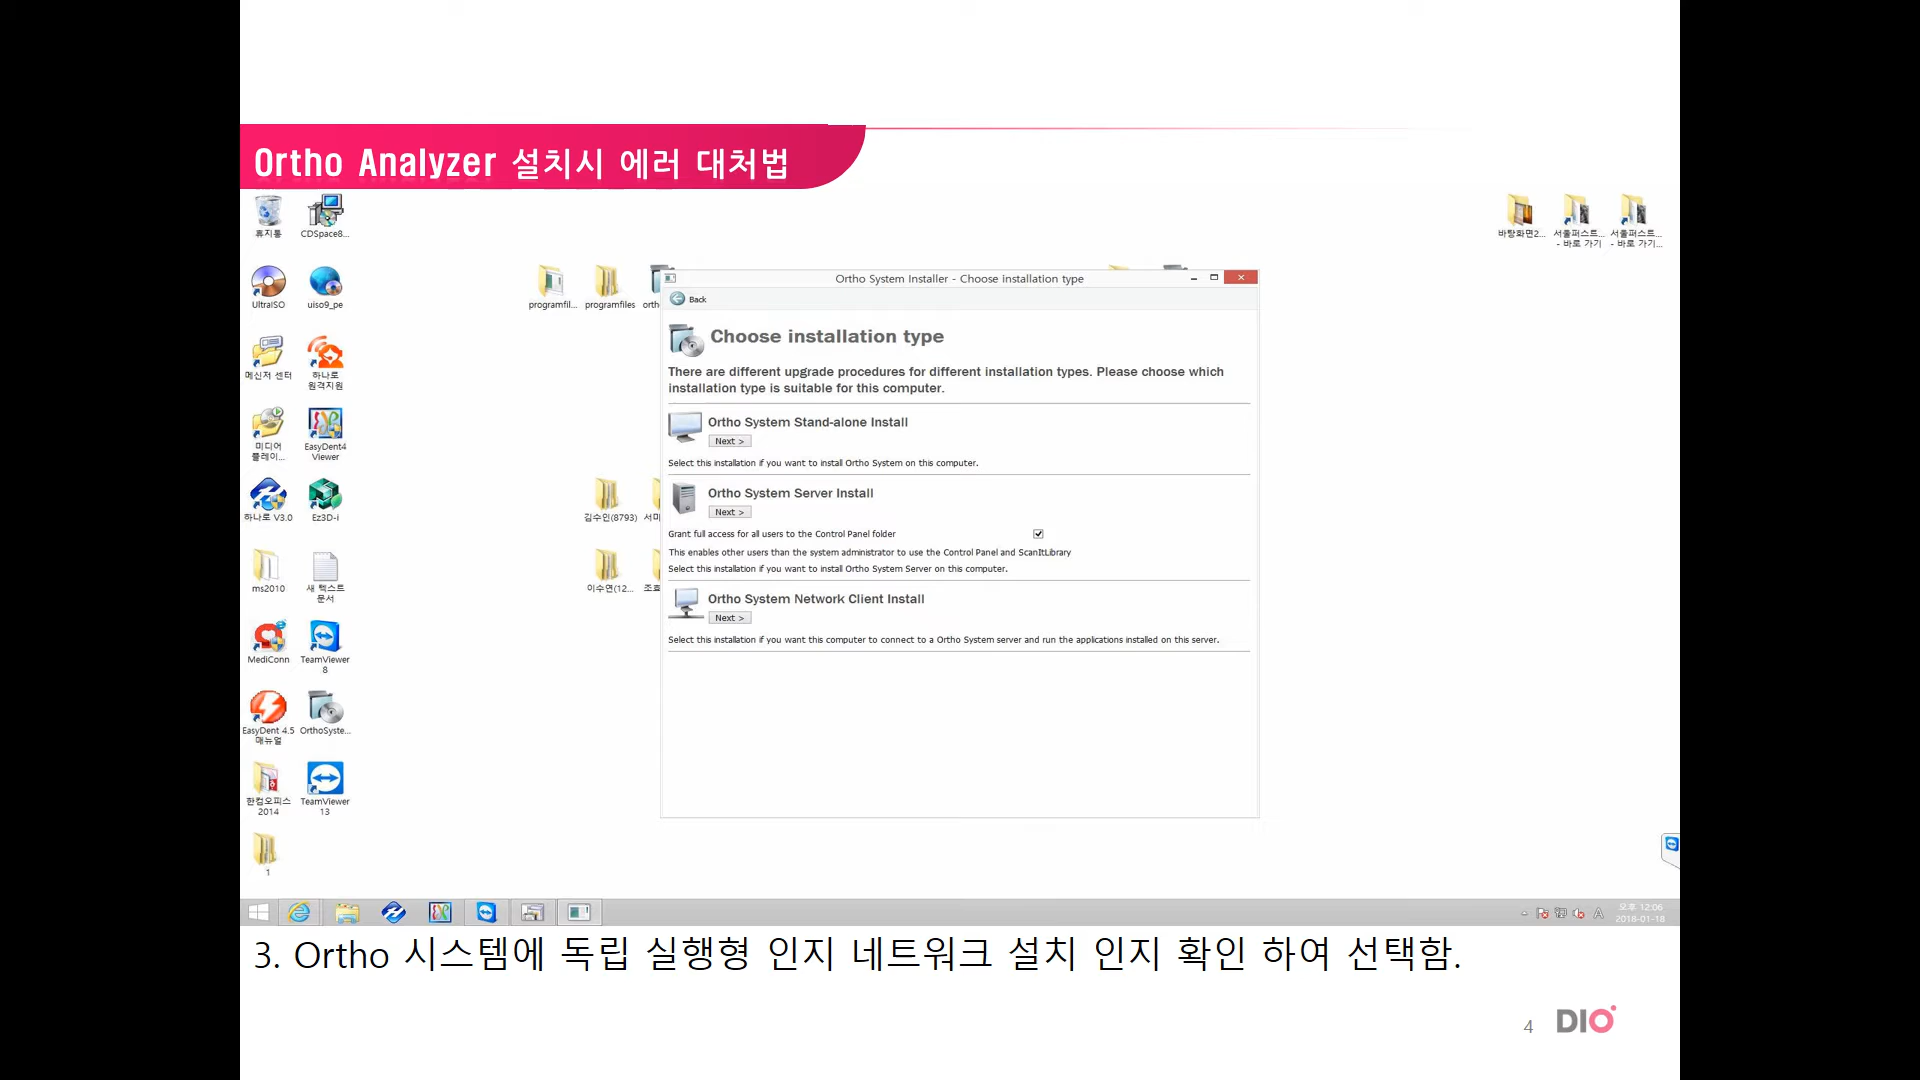 Ortho Analyzer 설치시 에러 대처법
휴지통
CDSpace8...
바탕화면2...
서울퍼스트... - 바로 가기
서울퍼스트... - 바로 가기...
UltraISO
uiso9_pe
programfil...
programfiles
orth
Ortho System Installer - Choose installation type
Back
Choose installation type
There are different upgrade procedures for different installation types. Please choose which
installation type is suitable for this computer.
Ortho System Stand-alone Install
Next >
Select this installation if you want to install Ortho System on this computer.
Ortho System Server Install
Next >
Grant full access for all users to the Control Panel folder
This enables other users than the system administrator to use the Control Panel and ScanItLibrary
Select this installation if you want to install Ortho System Server on this computer.
Ortho System Network Client Install
Next >
Select this installation if you want this computer to connect to a Ortho System server and run the applications installed on this server.
메신저 센터
하나로
원격지원
미디어
플레이...
EasyDent4
Viewer
하나로 V3.0
Ez3D-i
김수인(8793)
서미
ms2010
새 텍스트
문서
이수연(12...
조효
MediConn
TeamViewer
8
EasyDent 4.5
매뉴얼
OrthoSyste...
한컴오피스
2014
TeamViewer
13
1
A
오후 12:06
2018-01-18
3. Ortho 시스템에 독립 실행형 인지 네트워크 설치 인지 확인 하여 선택함.
4
DIO